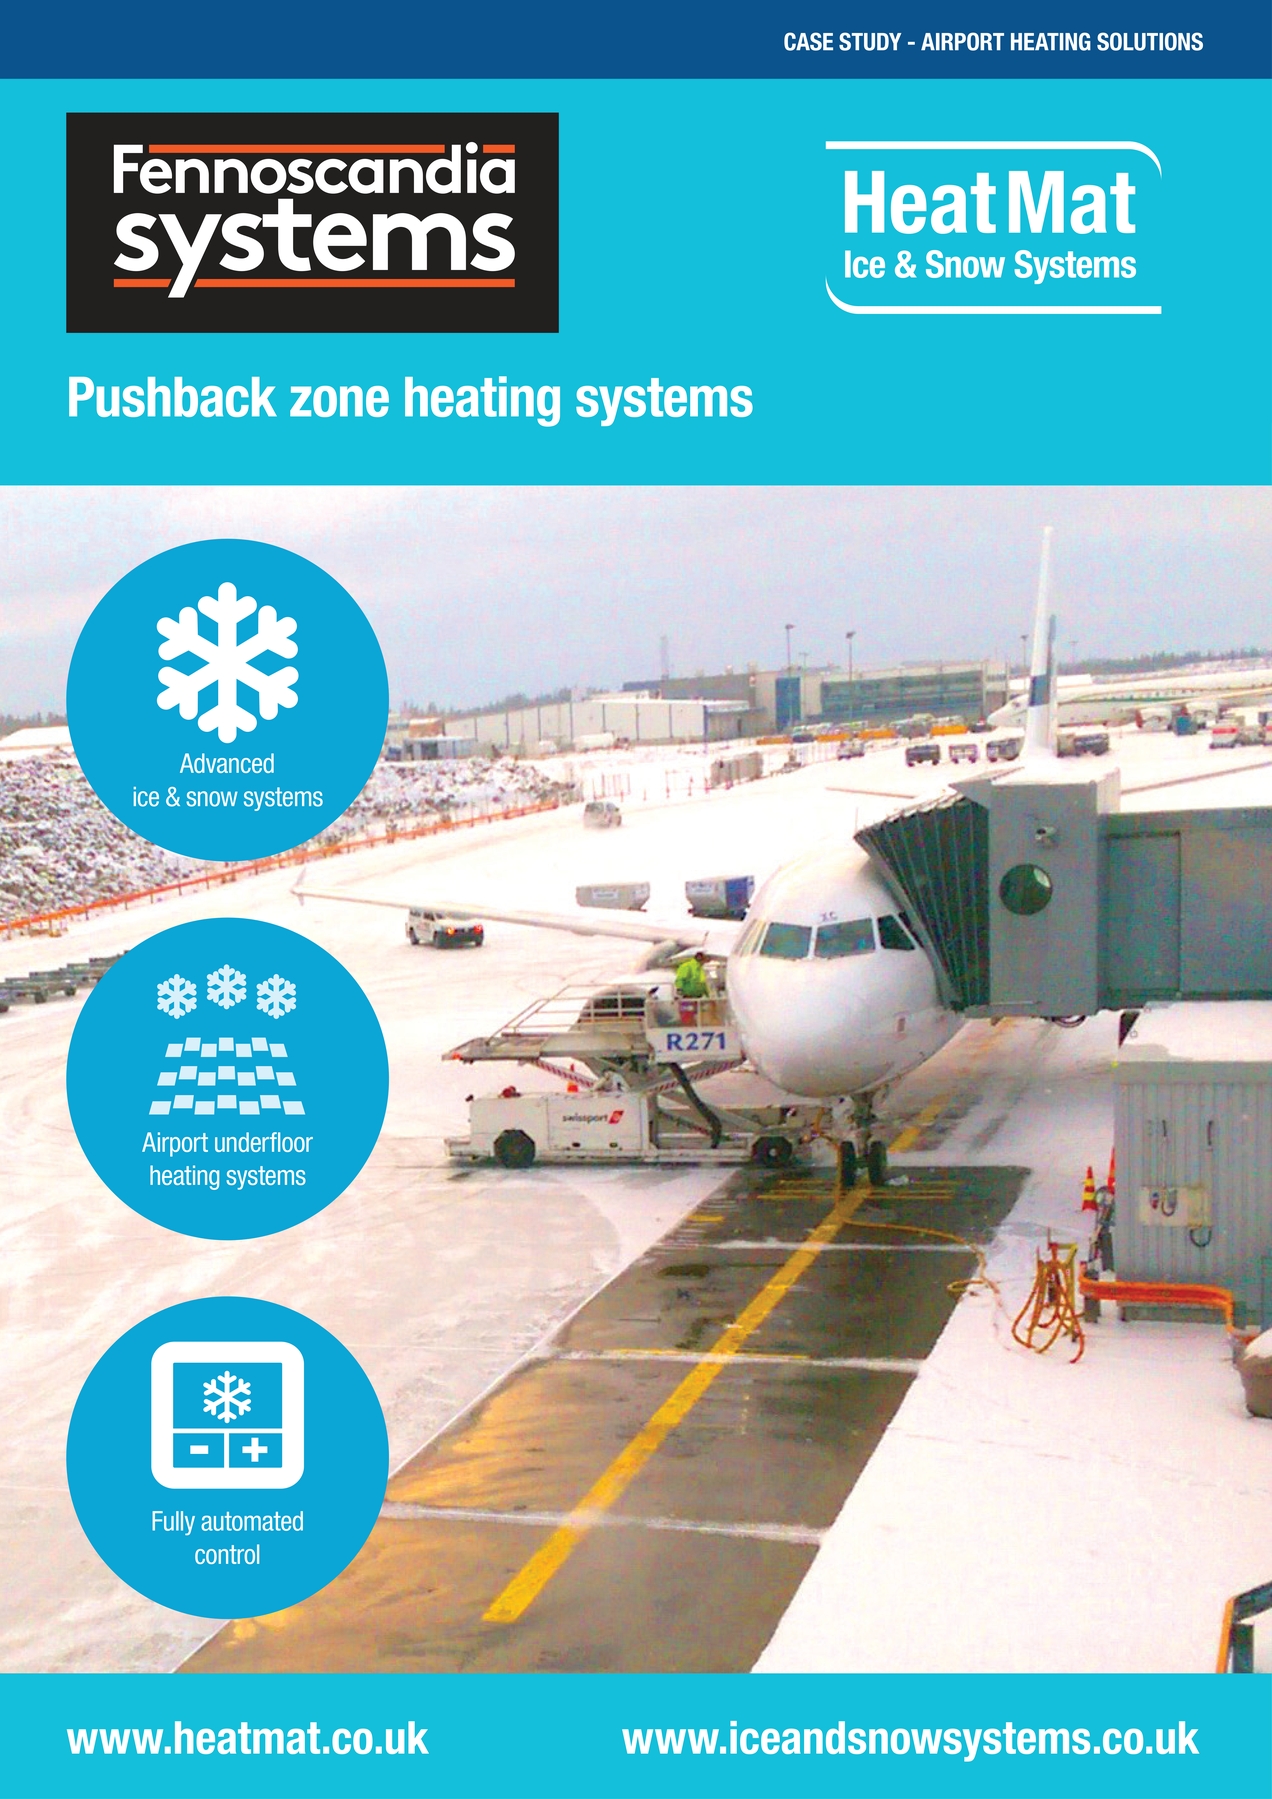 CASE STUDY - AIRPORT HEATING SOLUTIONS
Fennoscandia
systems
Heat Mat
Ice & Snow Systems
Pushback zone heating systems
Advanced
ice & snow systems
R271
swissport
Airport underfloor
heating systems
Fully automated
control
www.heatmat.co.uk
www.iceandsnowsystems.co.uk